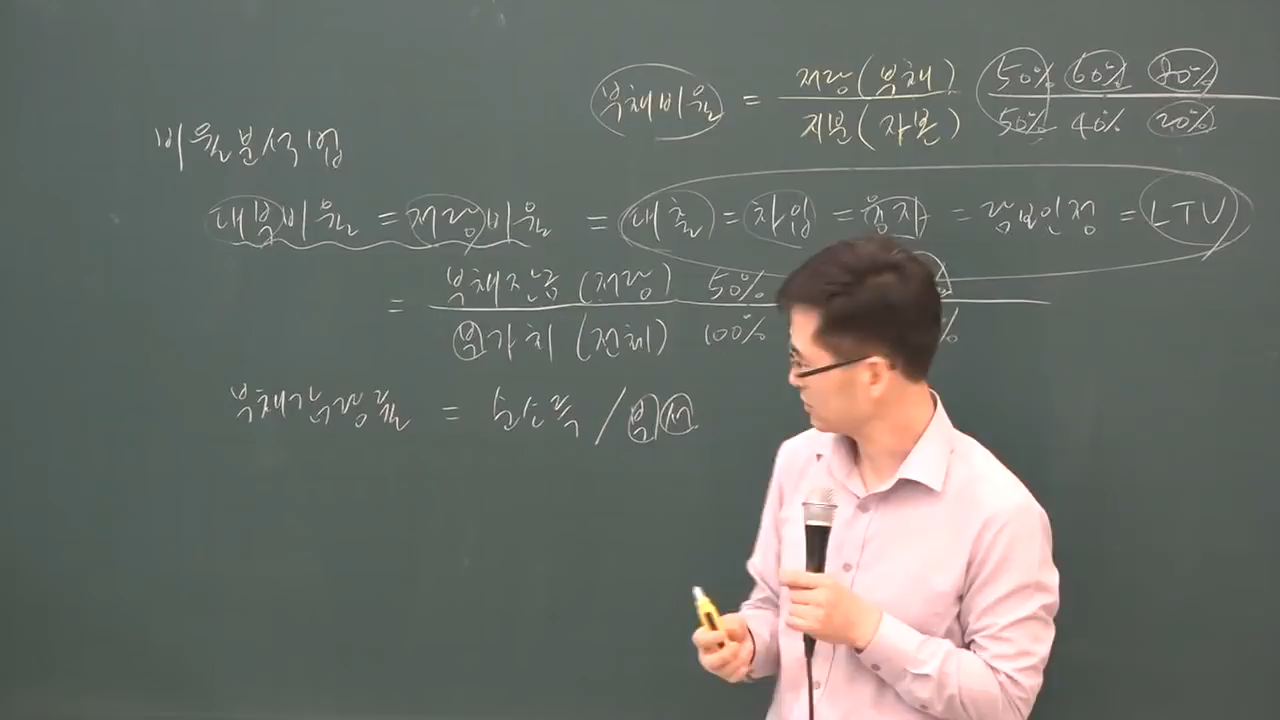 부채비율 = 저당(부채) / 지분(자본) 50% 60% 80% / 50% 40% 20%
비율분석법
대부비율 = 저당비율 = 대출 = 차입 = 융자 = 담보인정 = LTV
= 부채잔금(저당) / 부가치(전체) 50% / 100% %
부채감당률 = 순소득 / 부서